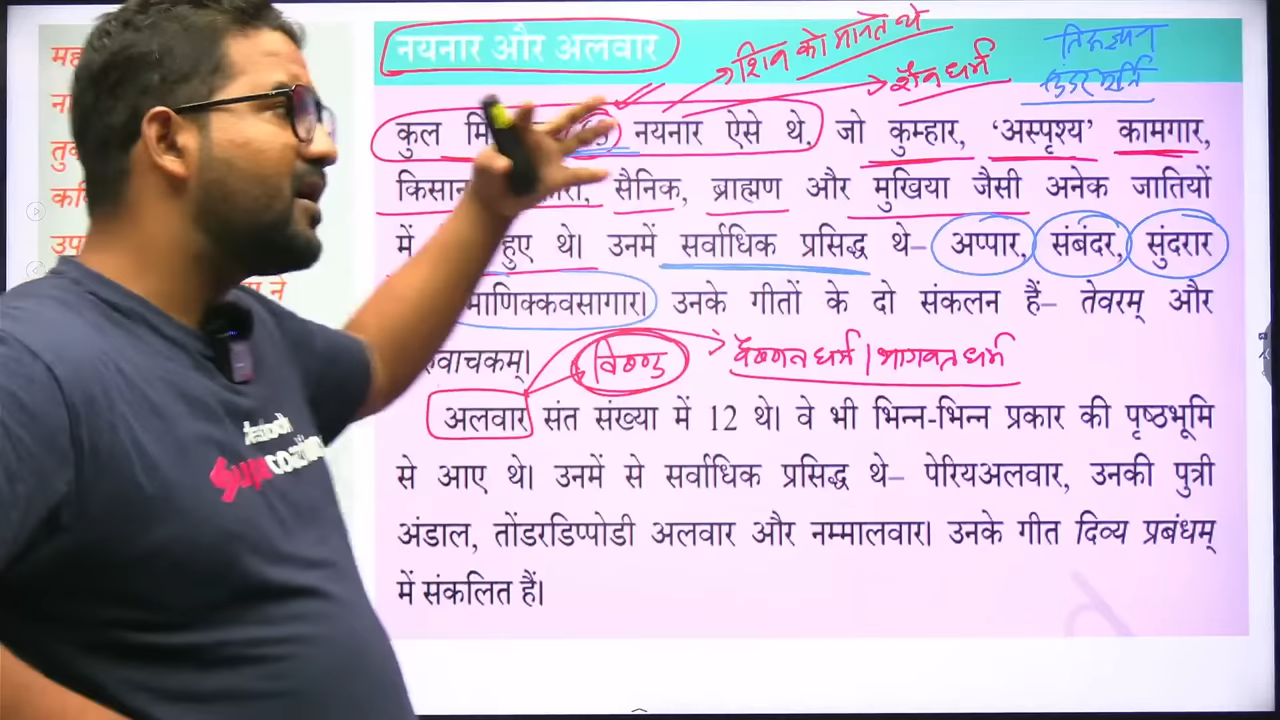 नयनार और अलवार
शिव को मानते थे
शैव धर्म
कुल नयनार ऐसे थे, जो कुम्हार, ‘अस्पृश्य’ कामगार,
किसान सैनिक, ब्राह्मण और मुखिया जैसी अनेक जातियों
में हुए थे। उनमें सर्वाधिक प्रसिद्ध थे– अप्पार, संबंदर, सुंदरार
माणिक्कवसागार। उनके गीतों के दो संकलन हैं– तेवरम् और
वाचकम्।
विष्णु
वैष्णव धर्म | भागवत धर्म
अलवार संत संख्या में 12 थे। वे भी भिन्न-भिन्न प्रकार की पृष्ठभूमि
से आए थे। उनमें से सर्वाधिक प्रसिद्ध थे– पेरियअलवार, उनकी पुत्री
अंडाल, तोंडरडिप्पोडी अलवार और नम्मालवार। उनके गीत दिव्य प्रबंधम्
में संकलित हैं।
testbook
Supercoaching